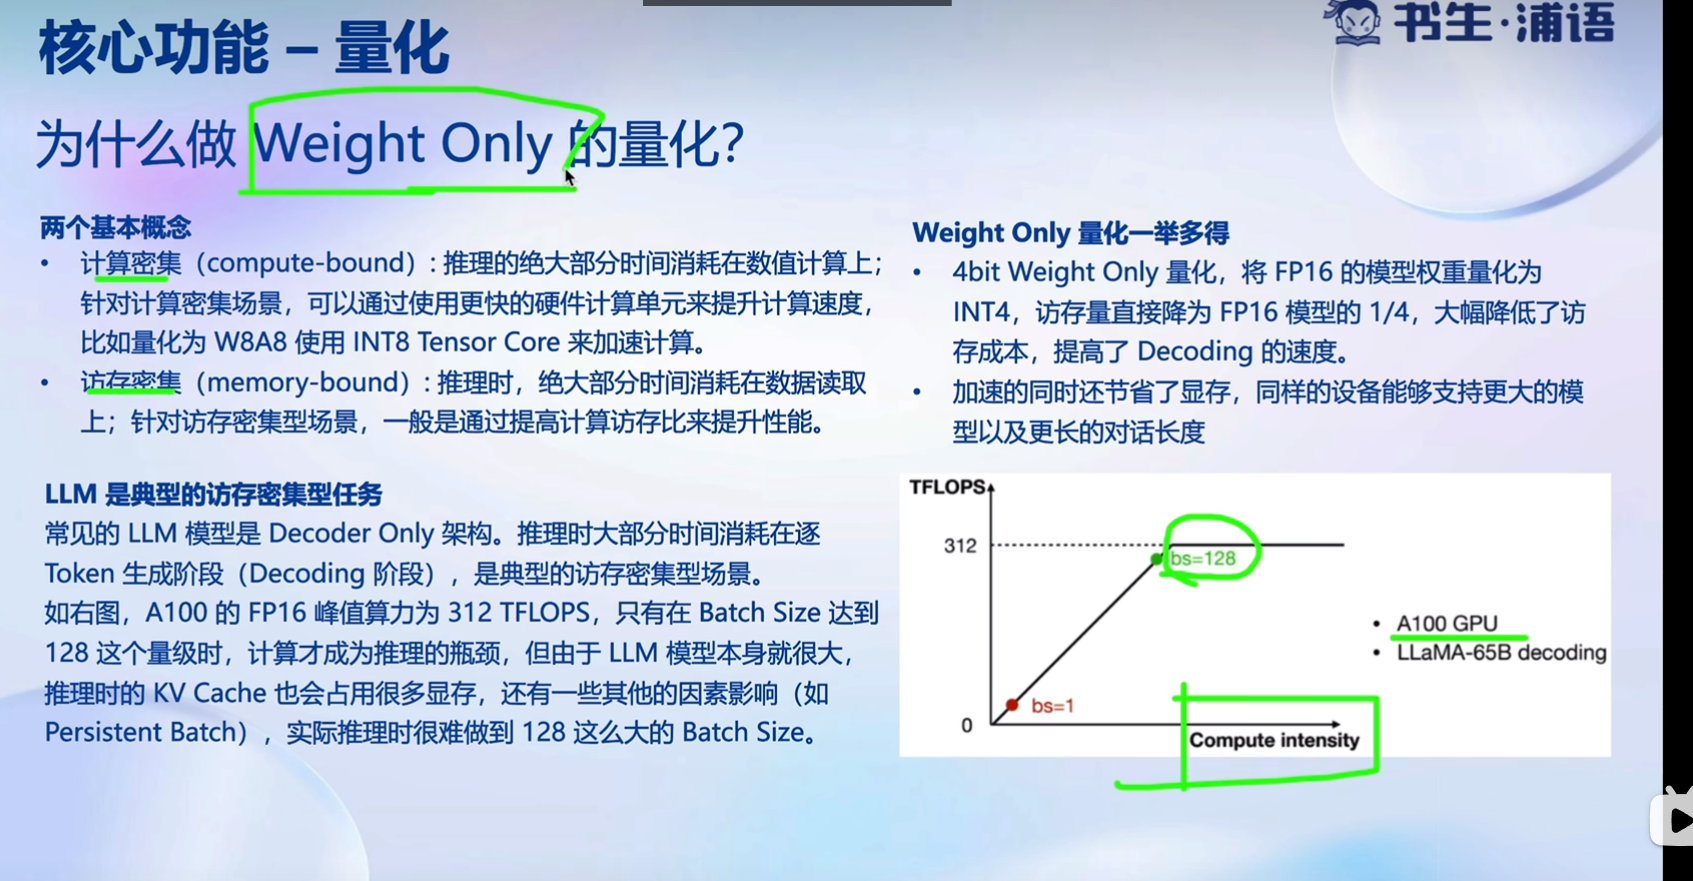 核心功能 – 量化
书生·浦语
为什么做 Weight Only 的量化？
两个基本概念
• 计算密集（compute-bound）: 推理的绝大部分时间消耗在数值计算上；
针对计算密集场景，可以通过使用更快的硬件计算单元来提升计算速度，
比如量化为 W8A8 使用 INT8 Tensor Core 来加速计算。
• 访存密集（memory-bound）: 推理时，绝大部分时间消耗在数据读取
上；针对访存密集型场景，一般是通过提高计算访存比来提升性能。
LLM 是典型的访存密集型任务
常见的 LLM 模型是 Decoder Only 架构。推理时大部分时间消耗在逐
Token 生成阶段（Decoding 阶段），是典型的访存密集型场景。
如右图，A100 的 FP16 峰值算力为 312 TFLOPS，只有在 Batch Size 达到
128 这个量级时，计算才成为推理的瓶颈，但由于 LLM 模型本身就很大，
推理时的 KV Cache 也会占用很多显存，还有一些其他的因素影响（如
Persistent Batch），实际推理时很难做到 128 这么大的 Batch Size。
Weight Only 量化一举多得
• 4bit Weight Only 量化，将 FP16 的模型权重量化为
INT4，访存量直接降为 FP16 模型的 1/4，大幅降低了访
存成本，提高了 Decoding 的速度。
• 加速的同时还节省了显存，同样的设备能够支持更大的模
型以及更长的对话长度
TFLOPS
312
bs=128
• A100 GPU
• LLaMA-65B decoding
bs=1
0
Compute intensity